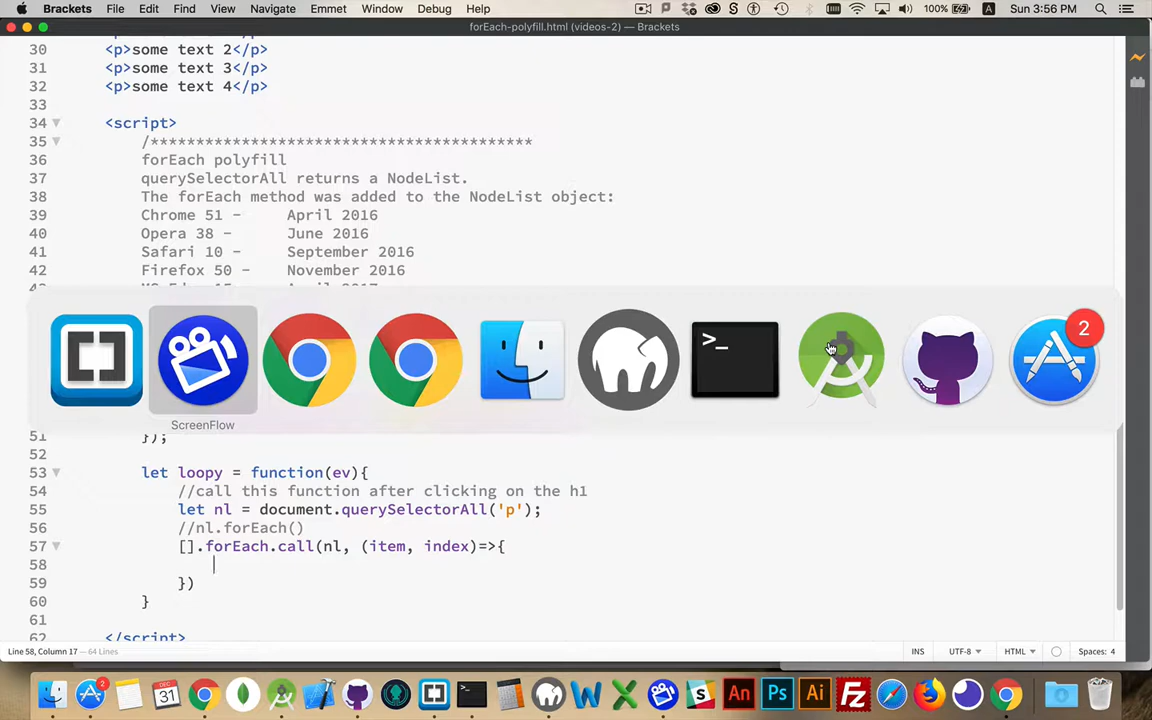 Brackets File Edit Find View Navigate Emmet Window Debug Help 100% Sun 3:56 PM
forEach-polyfill.html (videos-2) — Brackets
30 <p>some text 2</p>
31 <p>some text 3</p>
32 <p>some text 4</p>
33
34 <script>
35 /******************************************
36 forEach polyfill
37 querySelectorAll returns a NodeList.
38 The forEach method was added to the NodeList object:
39 Chrome 51 - April 2016
40 Opera 38 - June 2016
41 Safari 10 - September 2016
42 Firefox 50 - November 2016
2
ScreenFlow
51 });
52
53 let loopy = function(ev){
54 //call this function after clicking on the h1
55 let nl = document.querySelectorAll('p');
56 //nl.forEach()
57 [].forEach.call(nl, (item, index)=>{
58
59 })
60 }
61
62 </script>
Line 58, Column 17 — 64 Lines INS UTF-8 HTML Spaces: 4
2
DEC
31
An Ps Ai Fz